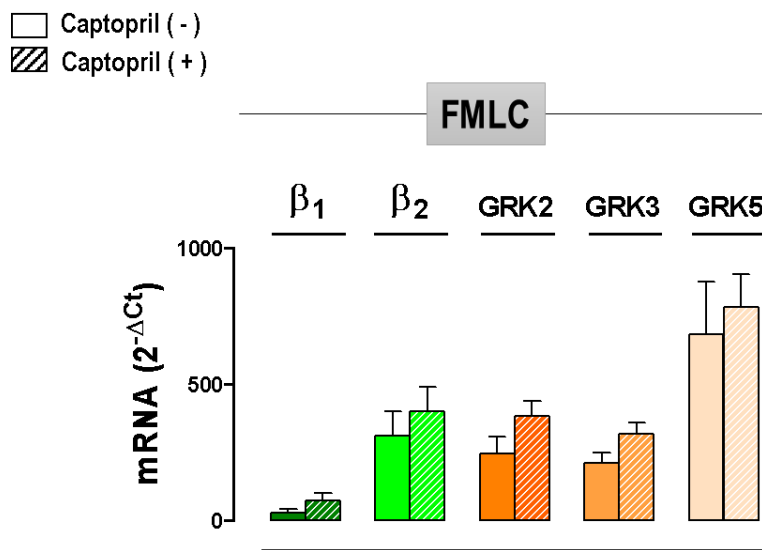 Captopril ( - )
Captopril ( + )
FMLC
β1 β2 GRK2 GRK3 GRK5
1000
500
0
mRNA (2-ΔCt)